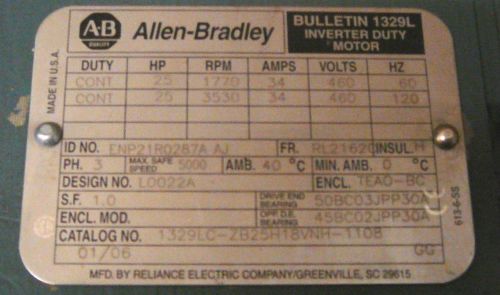 A-B
QUALITY
Allen-Bradley
BULLETIN 1329L
INVERTER DUTY
MOTOR
MADE IN U.S.A.
DUTY HP RPM AMPS VOLTS HZ
CONT 25 1770 34 460 60
CONT 25 3530 34 460 120
ID NO. ENP21R0287A AJ FR. RL2162C INSUL. H
PH. 3 MAX. SAFE SPEED 5000 AMB. 40 °C MIN. AMB. 0 °C
DESIGN NO. L0022A ENCL. TEAO-BC
S.F. 1.0 DRIVE END BEARING 50BC03JPP30A
ENCL. MOD. OPP. D.E. BEARING 45BC02JPP30A
CATALOG NO. 1329LC-ZB25H18VNH-1108
01/06 GG
613-6-SS
MFD. BY RELIANCE ELECTRIC COMPANY/GREENVILLE, SC 29615